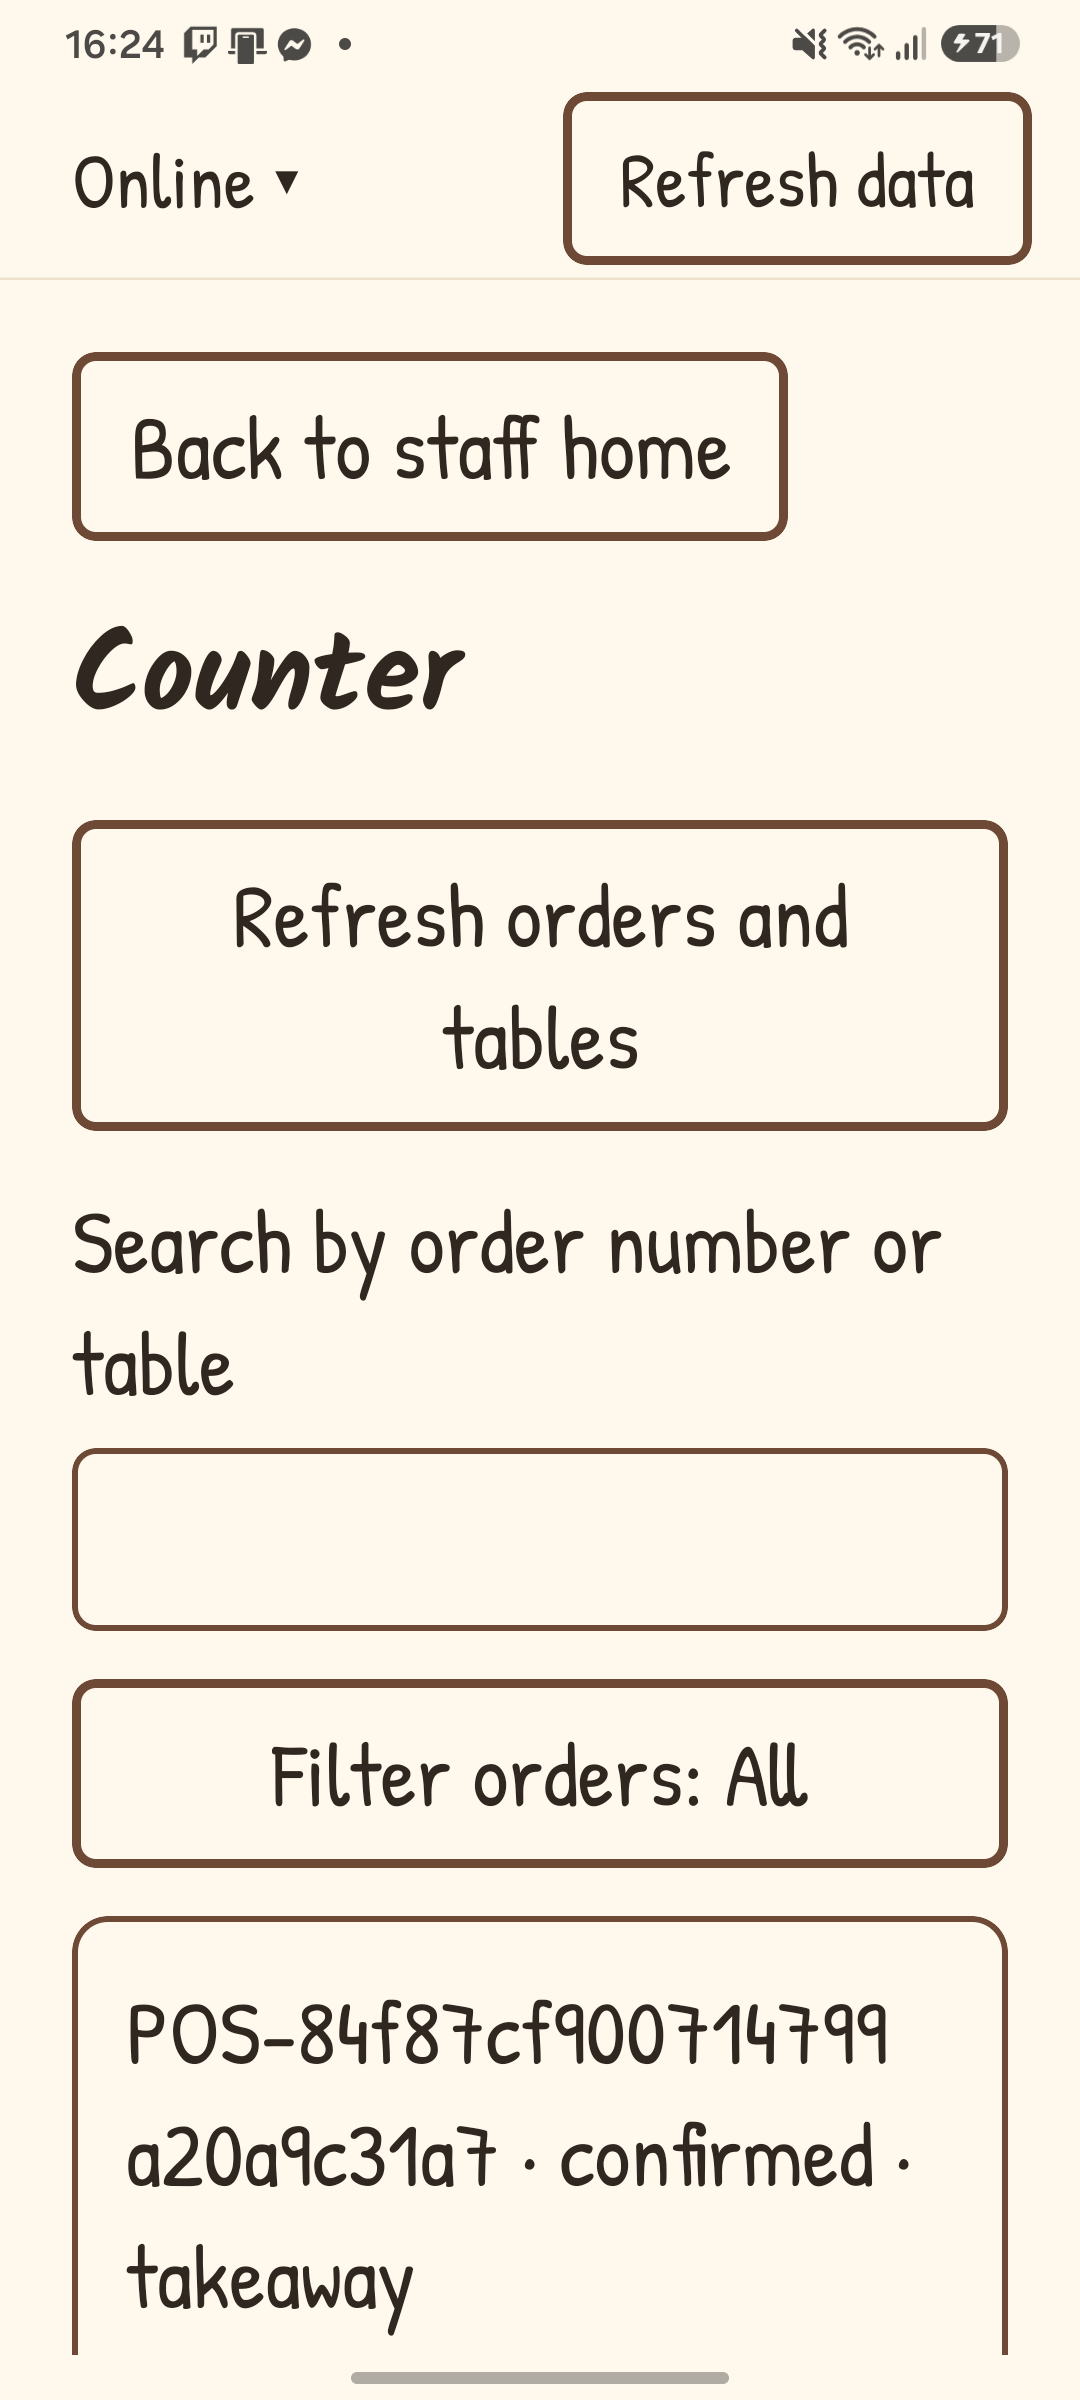 16:24
71
Online ▼
Refresh data
Back to staff home
Counter
Refresh orders and
tables
Search by order number or
table
Filter orders: All
POS-84f87cf900714799
a20a9c31a7 · confirmed ·
takeaway